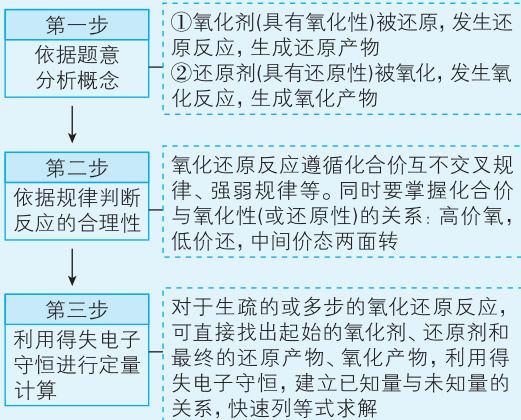 第一步
依据题意
分析概念
①氧化剂(具有氧化性)被还原,发生还
原反应,生成还原产物
②还原剂(具有还原性)被氧化,发生氧
化反应,生成氧化产物
第二步
依据规律判断
反应的合理性
氧化还原反应遵循化合价互不交叉规
律、强弱规律等。同时要掌握化合价
与氧化性(或还原性)的关系:高价氧,
低价还,中间价态两面转
第三步
利用得失电子
守恒进行定量
计算
对于生疏的或多步的氧化还原反应,
可直接找出起始的氧化剂、还原剂和
最终的还原产物、氧化产物,利用得
失电子守恒,建立已知量与未知量的
关系,快速列等式求解